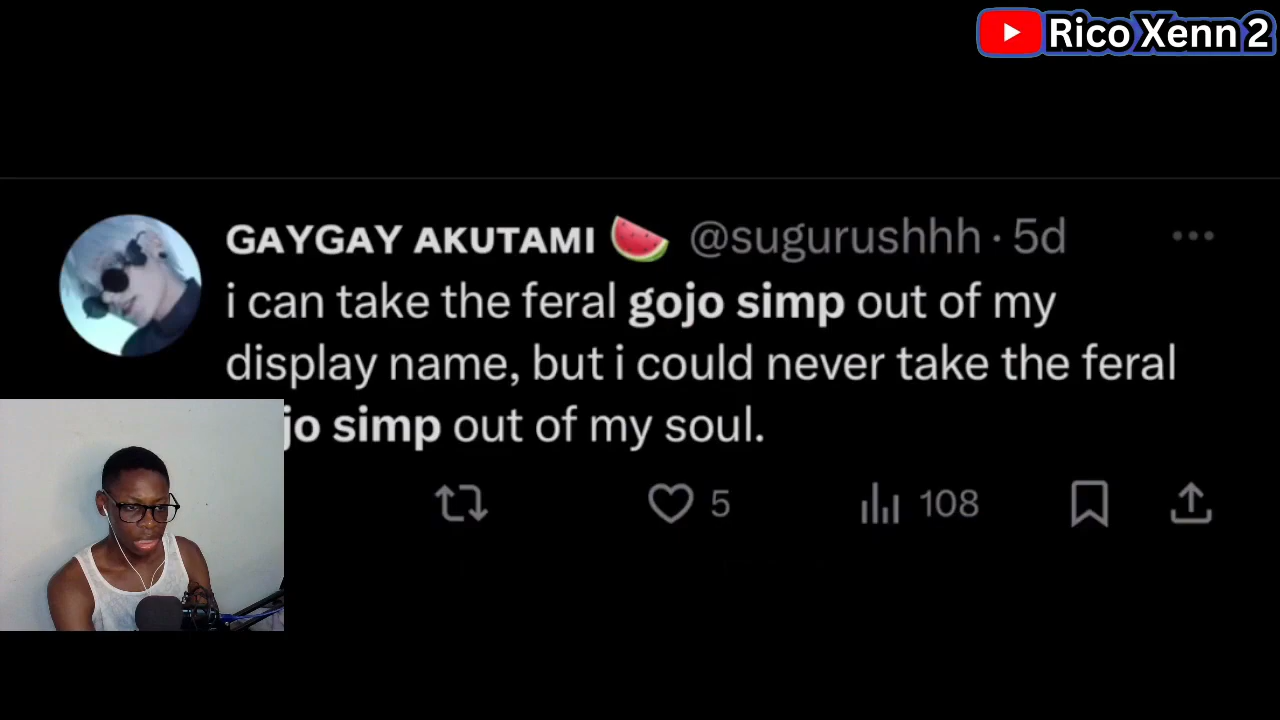 Rico Xenn 2
GAYGAY AKUTAMI 🍉 @sugurushhh · 5d
i can take the feral gojo simp out of my
display name, but i could never take the feral
jo simp out of my soul.
5 108